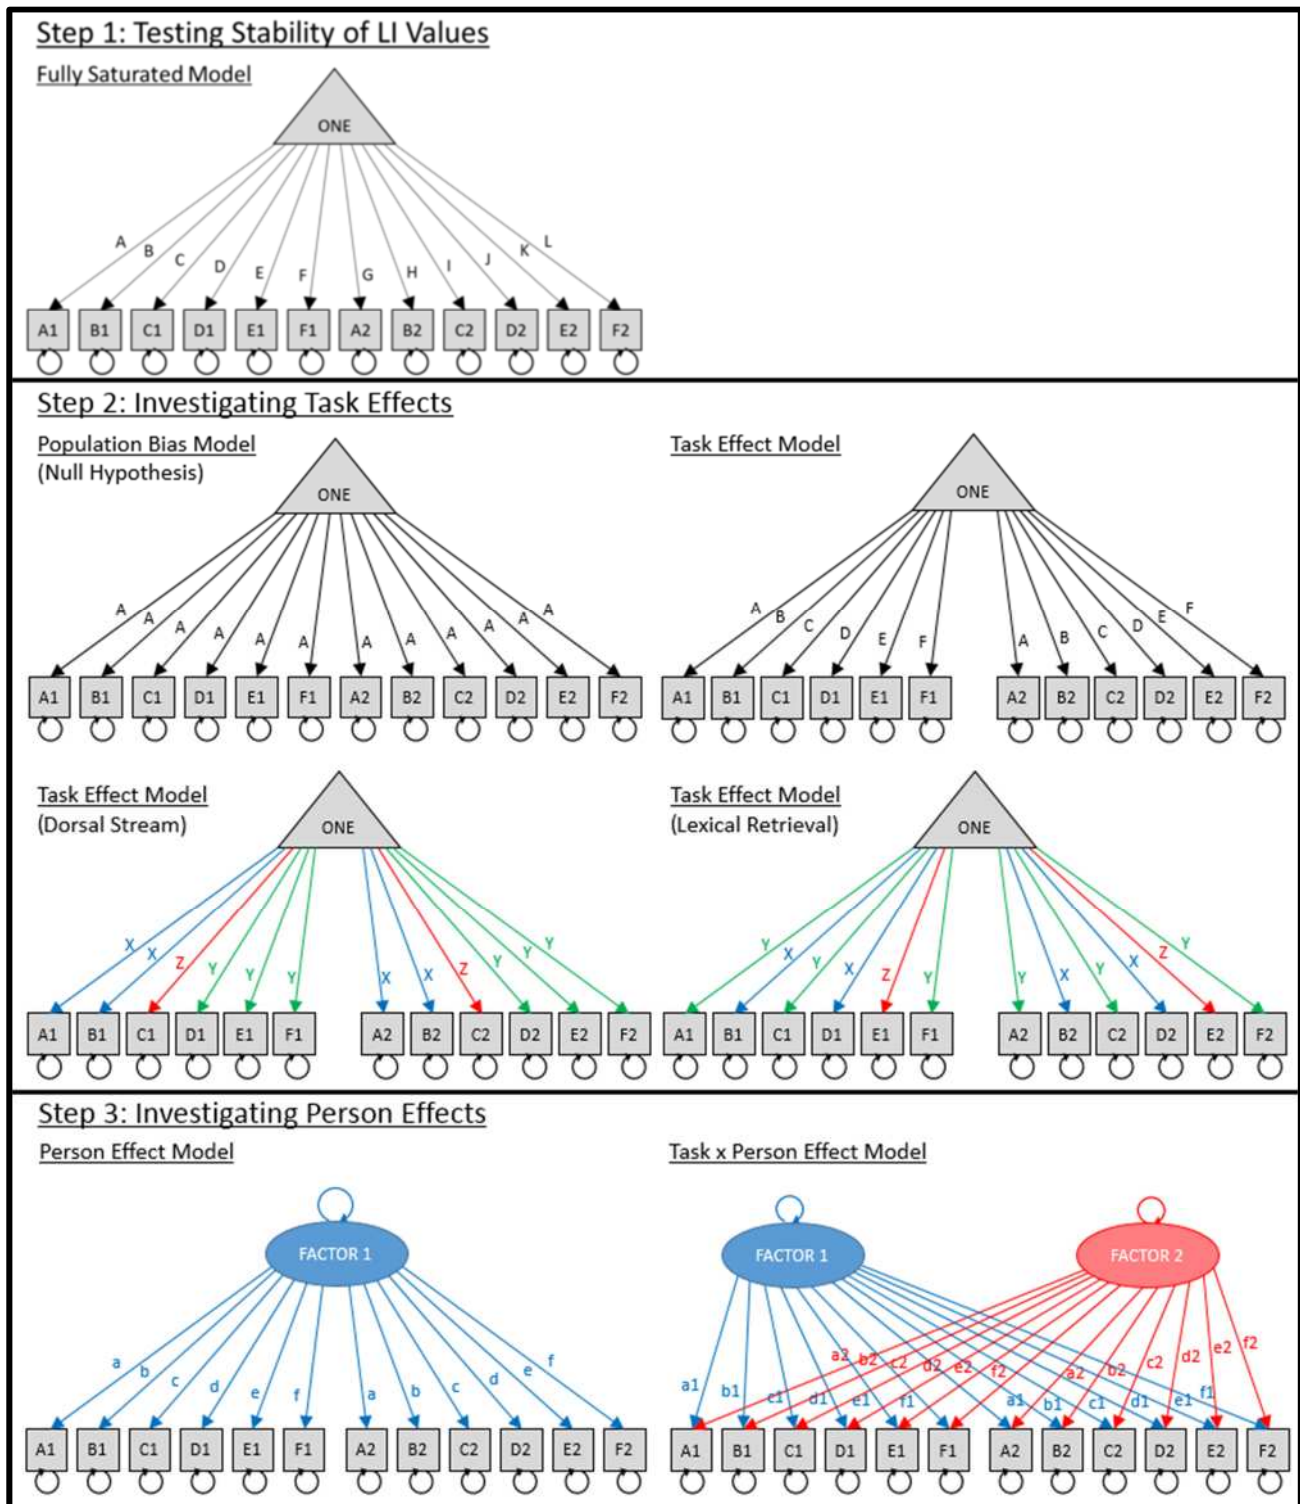 Step 1: Testing Stability of LI Values
Fully Saturated Model
ONE
A B C D E F G H I J K L
A1 B1 C1 D1 E1 F1 A2 B2 C2 D2 E2 F2
Step 2: Investigating Task Effects
Population Bias Model
(Null Hypothesis)
ONE
A A A A A A A A A A A A
A1 B1 C1 D1 E1 F1 A2 B2 C2 D2 E2 F2
Task Effect Model
ONE
A B C D E F A B C D E F
A1 B1 C1 D1 E1 F1 A2 B2 C2 D2 E2 F2
Task Effect Model
(Dorsal Stream)
ONE
X X Z Y Y Y X X Z Y Y Y
A1 B1 C1 D1 E1 F1 A2 B2 C2 D2 E2 F2
Task Effect Model
(Lexical Retrieval)
ONE
Y X Y X Z Y Y X Y X Z Y
A1 B1 C1 D1 E1 F1 A2 B2 C2 D2 E2 F2
Step 3: Investigating Person Effects
Person Effect Model
FACTOR 1
a b c d e f a b c d e f
A1 B1 C1 D1 E1 F1 A2 B2 C2 D2 E2 F2
Task x Person Effect Model
FACTOR 1 FACTOR 2
a2 b2 c2 d2 e2 f2 a2 b2 c2 d2 e2 f2
a1 b1 c1 d1 e1 f1 a1 b1 c1 d1 e1 f1
A1 B1 C1 D1 E1 F1 A2 B2 C2 D2 E2 F2